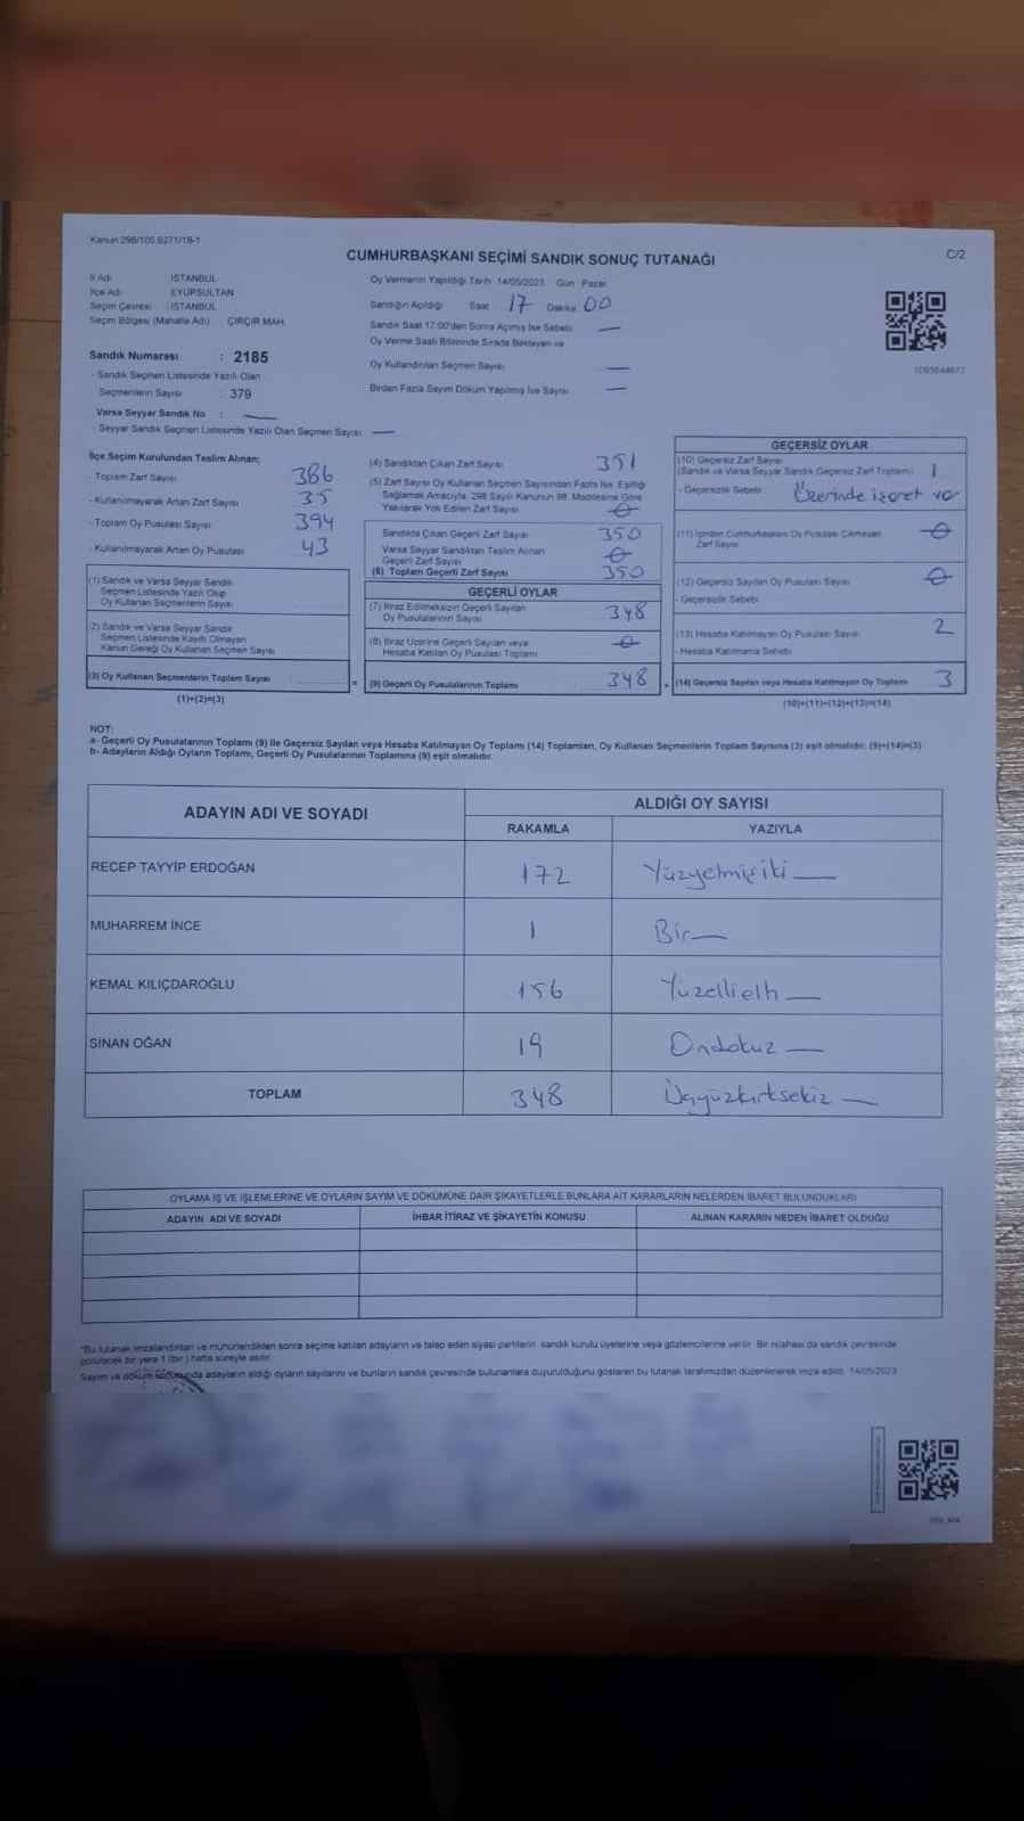 Kanun 298/105.6271/18-1
CUMHURBAŞKANI SEÇİMİ SANDIK SONUÇ TUTANAĞI
C/2
İl Adı İSTANBUL
İlçe Adı EYÜPSULTAN
Seçim Çevresi : İSTANBUL
Seçim Bölgesi (Mahalle Adı) ÇIRÇIR MAH.
Sandık Numarası : 2185
- Sandık Seçmen Listesinde Yazılı Olan
Seçmenlerin Sayısı : 379
Varsa Seyyar Sandık No : —
- Seyyar Sandık Seçmen Listesinde Yazılı Olan Seçmen Sayısı —
Oy Vermenin Yapıldığı Tarih 14/05/2023 Gün Pazar
Sandığın Açıldığı Saat 17 Dakika 00
Sandık Saat 17:00'den Sonra Açılmış İse Sebebi —
Oy Verme Saati Bitiminde Sırada Bekleyen ve
Oy Kullandırılan Seçmen Sayısı —
Birden Fazla Sayım Döküm Yapılmış İse Sayısı —
İlçe Seçim Kurulundan Teslim Alınan;
- Toplam Zarf Sayısı 386
- Kullanılmayarak Artan Zarf Sayısı 35
- Toplam Oy Pusulası Sayısı 394
- Kullanılmayarak Artan Oy Pusulası 43
(1) Sandık ve Varsa Seyyar Sandık
Seçmen Listesinde Yazılı Olup
Oy Kullanan Seçmenlerin Sayısı
(2) Sandık ve Varsa Seyyar Sandık
Seçmen Listesinde Kayıtlı Olmayan
Kanun Gereği Oy Kullanan Seçmen Sayısı
(3) Oy Kullanan Seçmenlerin Toplam Sayısı
(1)+(2)=(3)
(4) Sandıktan Çıkan Zarf Sayısı 351
(5) Zarf Sayısı Oy Kullanan Seçmen Sayısından Fazla İse, Eşitliği
Sağlamak Amacıyla, 298 Sayılı Kanunun 98. Maddesine Göre
Yakılarak Yok Edilen Zarf Sayısı 0
Sandıkta Çıkan Geçerli Zarf Sayısı 350
Varsa Seyyar Sandıktan Teslim Alınan
Geçerli Zarf Sayısı 0
(6) Toplam Geçerli Zarf Sayısı 350
GEÇERLİ OYLAR
(7) İtiraz Edilmeksizin Geçerli Sayılan
Oy Pusulalarının Sayısı 348
(8) İtiraz Üzerine Geçerli Sayılan veya
Hesaba Katılan Oy Pusulası Toplamı 0
= (9) Geçerli Oy Pusulalarının Toplamı 348
GEÇERSİZ OYLAR
(10) Geçersiz Zarf Sayısı
(Sandık ve Varsa Seyyar Sandık Geçersiz Zarf Toplamı) 1
- Geçersizlik Sebebi Üzerinde işaret var
(11) İçinden Cumhurbaşkanı Oy Pusulası Çıkmayan
Zarf Sayısı 0
(12) Geçersiz Sayılan Oy Pusulası Sayısı 0
- Geçersizlik Sebebi
(13) Hesaba Katılmayan Oy Pusulası Sayısı 2
- Hesaba Katılmama Sebebi
+ (14) Geçersiz Sayılan veya Hesaba Katılmayan Oy Toplamı 3
(10)+(11)+(12)+(13)=(14)
NOT:
a- Geçerli Oy Pusulalarının Toplamı (9) İle Geçersiz Sayılan veya Hesaba Katılmayan Oy Toplamı (14) Toplamları, Oy Kullanan Seçmenlerin Toplam Sayısına (3) eşit olmalıdır. (9)+(14)=(3)
b- Adayların Aldığı Oyların Toplamı, Geçerli Oy Pusulalarının Toplamına (9) eşit olmalıdır.
ADAYIN ADI VE SOYADI
ALDIĞI OY SAYISI
RAKAMLA YAZIYLA
RECEP TAYYİP ERDOĞAN 172 Yüzyetmişiki —
MUHARREM İNCE 1 Bir —
KEMAL KILIÇDAROĞLU 156 Yüzellialtı —
SİNAN OĞAN 19 Ondokuz —
TOPLAM 348 Üçyüzkırksekiz —
OYLAMA İŞ VE İŞLEMLERİNE VE OYLARIN SAYIM VE DÖKÜMÜNE DAİR ŞİKAYETLERLE BUNLARA AİT KARARLARIN NELERDEN İBARET BULUNDUKLARI
ADAYIN ADI VE SOYADI İHBAR İTİRAZ VE ŞİKAYETİN KONUSU ALINAN KARARIN NEDEN İBARET OLDUĞU
*Bu tutanak imzalandıktan ve mühürlendikten sonra seçime katılan adayların ve talep eden siyasi partilerin, sandık kurulu üyelerine veya gözlemcilerine verilir. Bir nüshası da sandık çevresinde
görülecek bir yere 1 (bir) hafta süreyle asılır.
Sayım ve döküm sonucunda adayların aldığı oyların sayılarını ve bunların sandık çevresinde bulunanlara duyurulduğunu gösteren bu tutanak tarafımızdan düzenlenerek imza edildi. 14/05/2023